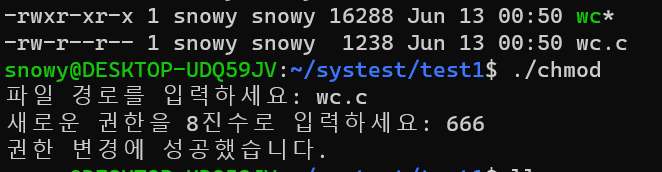 -rwxr-xr-x 1 snowy snowy 16288 Jun 13 00:50 wc*
-rw-r--r-- 1 snowy snowy  1238 Jun 13 00:50 wc.c
snowy@DESKTOP-UDQ59JV:~/systest/test1$ ./chmod
파일 경로를 입력하세요: wc.c
새로운 권한을 8진수로 입력하세요: 666
권한 변경에 성공했습니다.